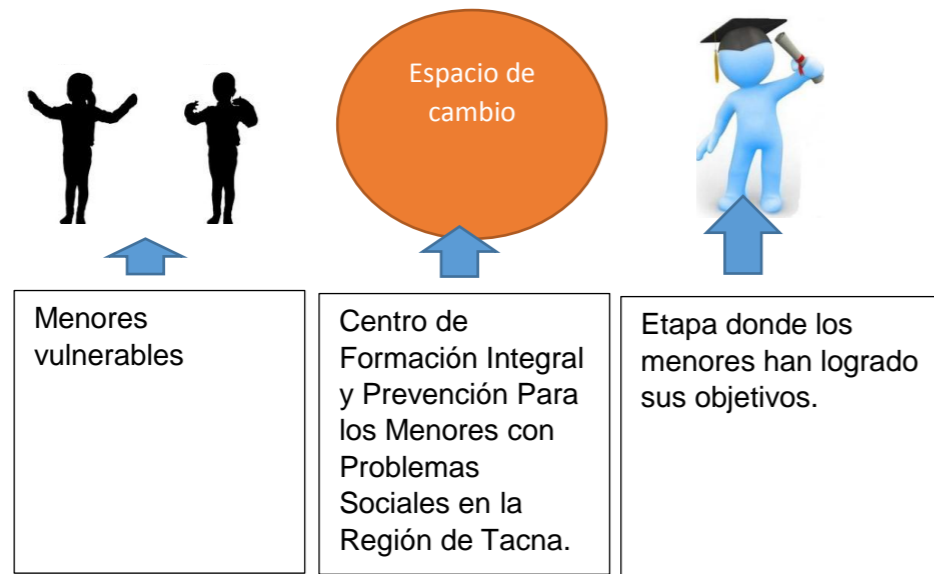 Espacio de
cambio
Menores
vulnerables
Centro de
Formación Integral
y Prevención Para
los Menores con
Problemas
Sociales en la
Región de Tacna.
Etapa donde los
menores han logrado
sus objetivos.